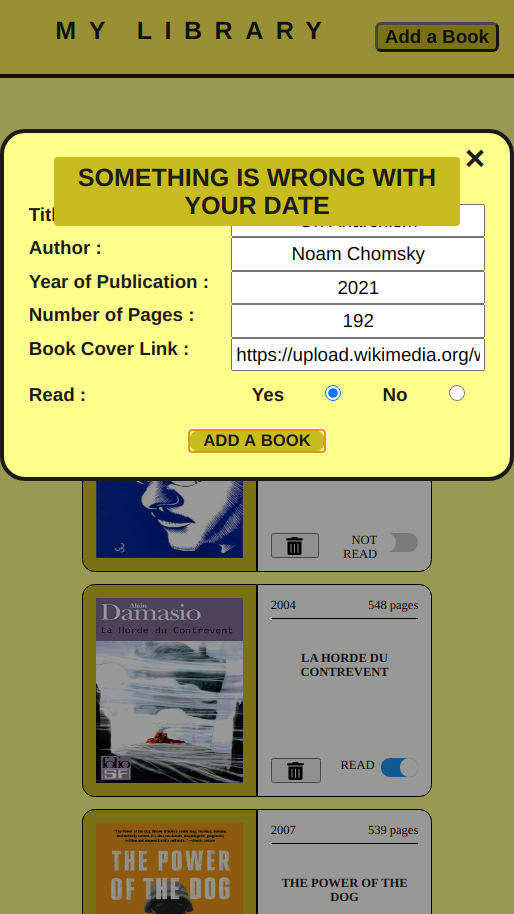 MY LIBRARY
Add a Book
×
SOMETHING IS WRONG WITH
YOUR DATE
Author :
Noam Chomsky
Year of Publication :
2021
Number of Pages :
192
Book Cover Link :
https://upload.wikimedia.org/w
Read :
Yes
No
ADD A BOOK
NOT
READ
Alain
Damasio
La Horde du Contrevent
folio
SF
2004
548 pages
LA HORDE DU
CONTREVENT
READ
THE POWER
OF THE DOG
2007
539 pages
THE POWER OF THE
DOG